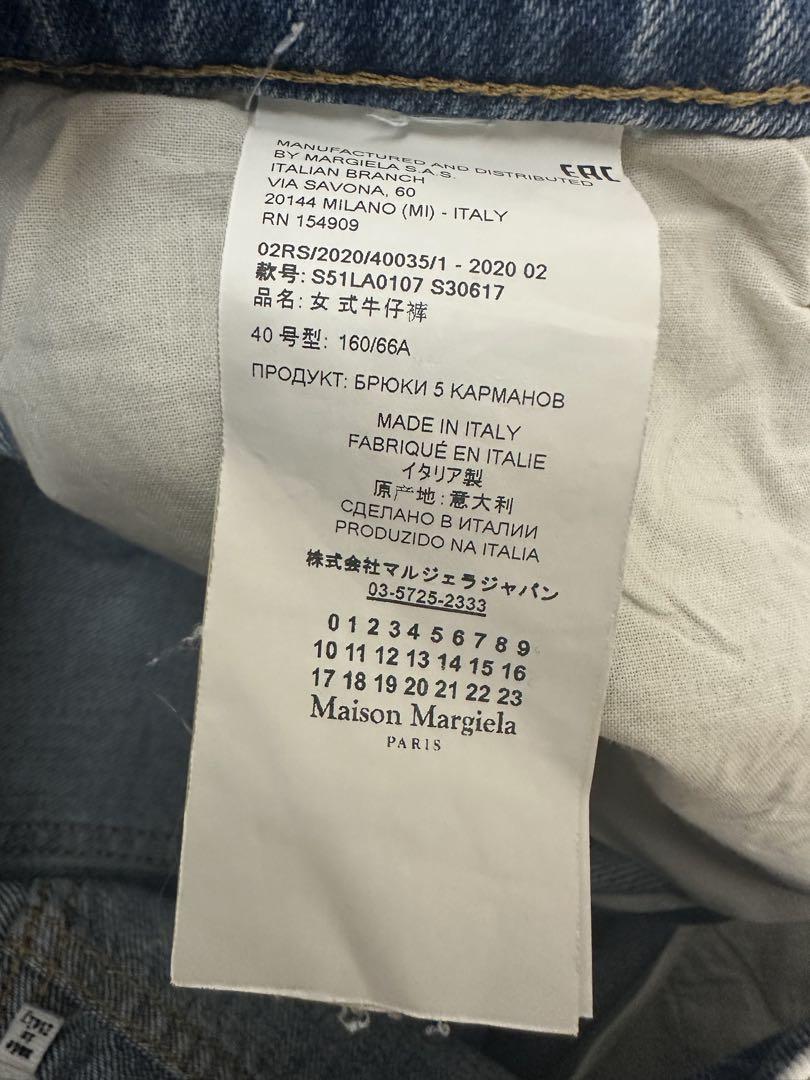 MANUFACTURED AND DISTRIBUTED
BY MARGIELA S.A.S.
EAC
ITALIAN BRANCH
VIA SAVONA, 60
20144 MILANO (MI) - ITALY
RN 154909
02RS/2020/40035/1 - 2020 02
款号: S51LA0107 S30617
品名: 女 式牛仔裤
40 号型: 160/66A
ПРОДУКТ: БРЮКИ 5 КАРМАНОВ
MADE IN ITALY
FABRIQUÉ EN ITALIE
イタリア製
原产地: 意大利
СДЕЛАНО В ИТАЛИИ
PRODUZIDO NA ITALIA
株式会社マルジェラジャパン
03-5725-2333
0 1 2 3 4 5 6 7 8 9
10 11 12 13 14 15 16
17 18 19 20 21 22 23
Maison Margiela
PARIS